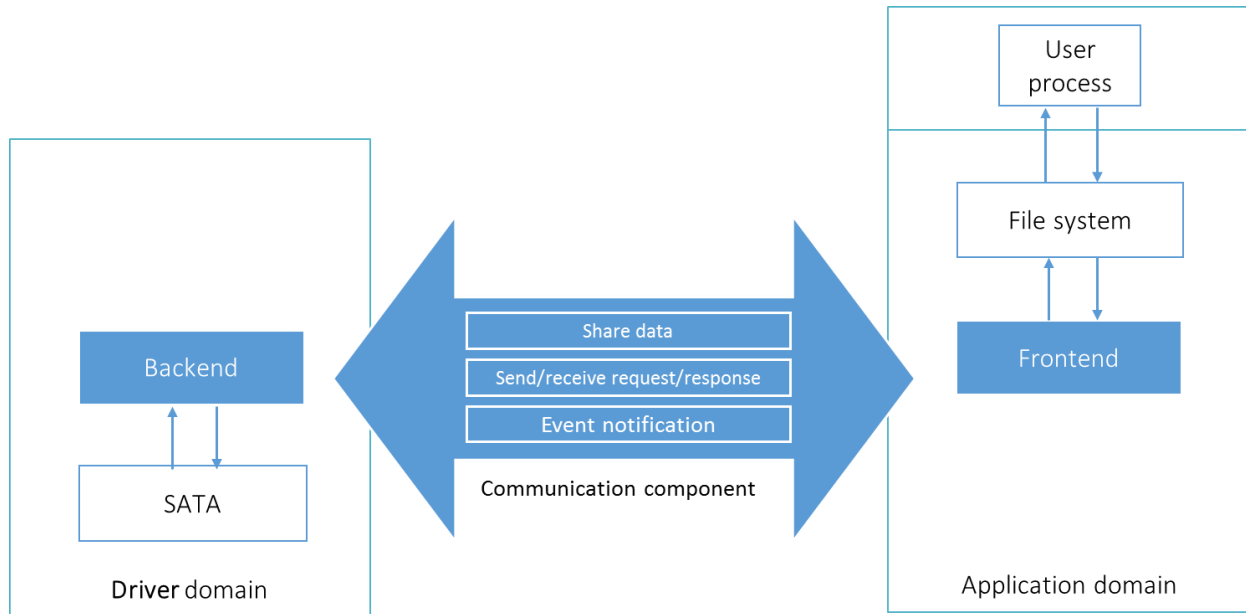 User
process
File system
Frontend
Application domain
Share data
Send/receive request/response
Event notification
Communication component
Backend
SATA
Driver domain